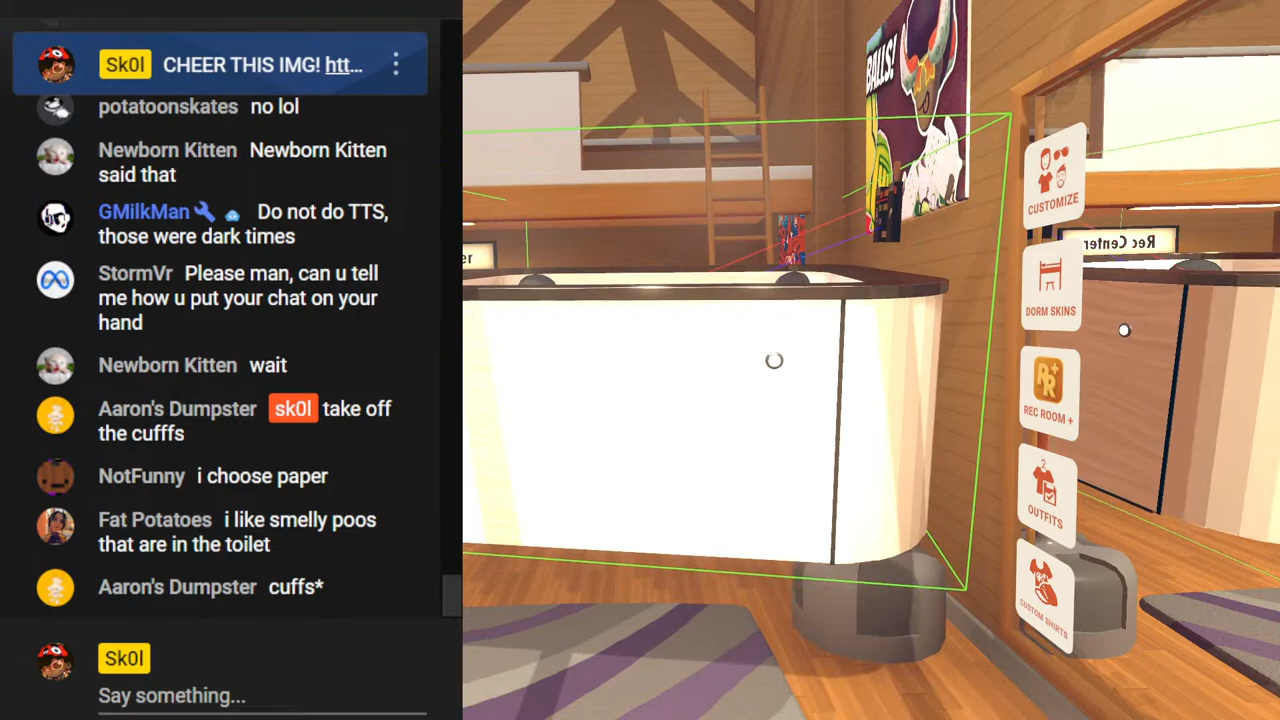 Sk0l CHEER THIS IMG! htt...
potatoonskates no lol
Newborn Kitten Newborn Kitten
said that
GMilkMan Do not do TTS,
those were dark times
StormVr Please man, can u tell
me how u put your chat on your
hand
Newborn Kitten wait
Aaron's Dumpster sk0l take off
the cufffs
NotFunny i choose paper
Fat Potatoes i like smelly poos
that are in the toilet
Aaron's Dumpster cuffs*
Sk0l
Say something...
er
BALLS!
CUSTOMIZE
DORM SKINS
RR+
REC ROOM +
OUTFITS
CUSTOM SHIRTS
Rec Center